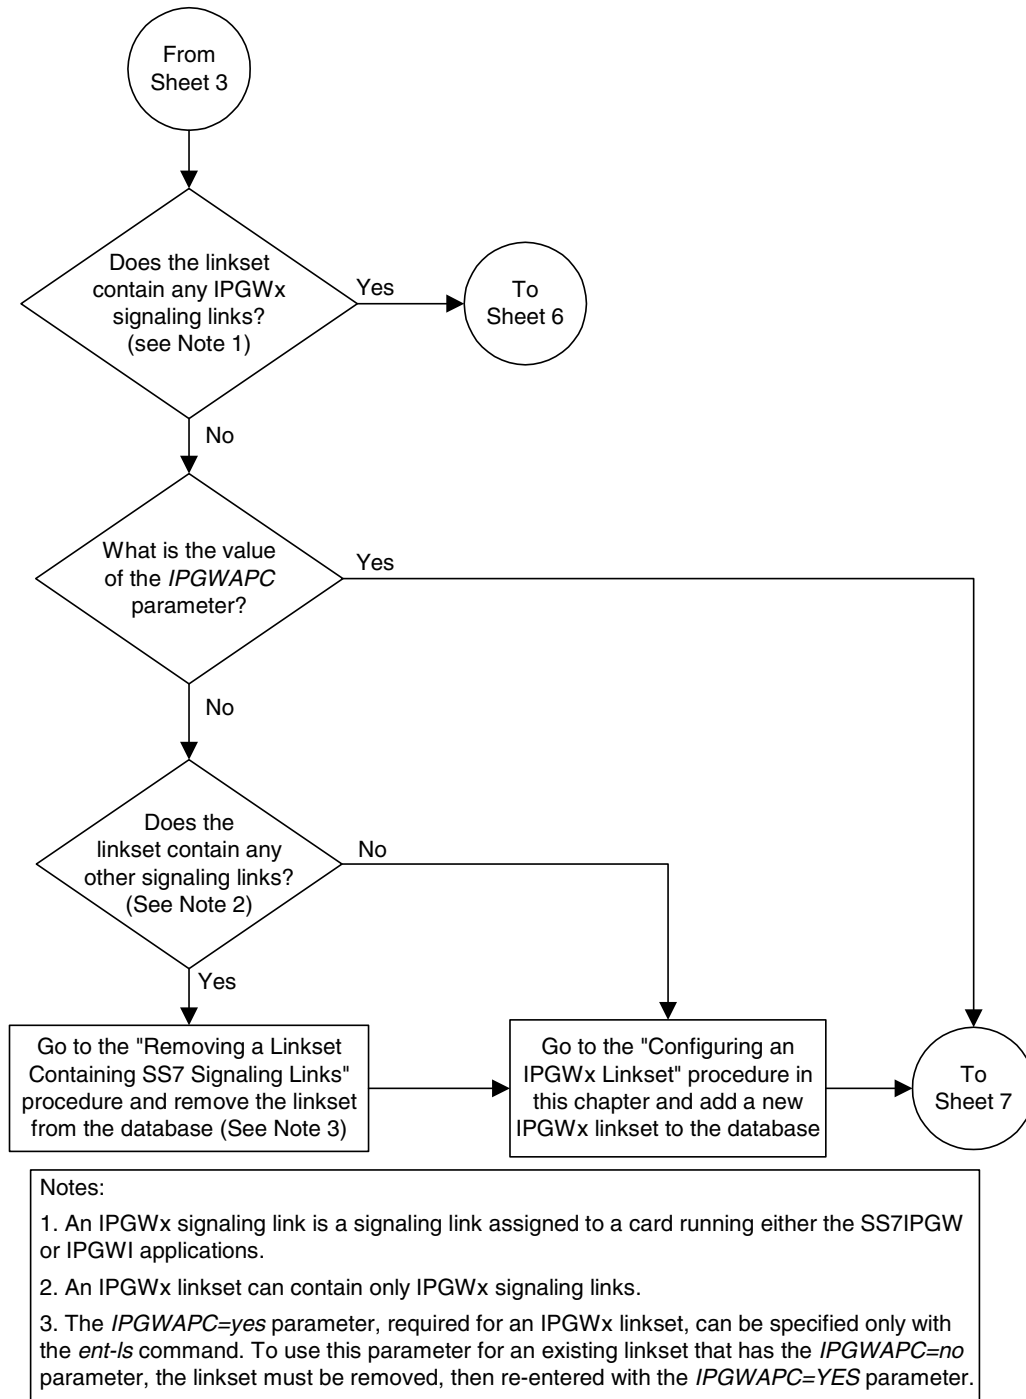 From
Sheet 3
Does the linkset
contain any IPGWx
signaling links?
(see Note 1)
Yes
To
Sheet 6
No
What is the value
of the IPGWAPC
parameter?
Yes
No
Does the
linkset contain any
other signaling links?
(See Note 2)
No
Yes
Go to the "Removing a Linkset
Containing SS7 Signaling Links"
procedure and remove the linkset
from the database (See Note 3)
Go to the "Configuring an
IPGWx Linkset" procedure in
this chapter and add a new
IPGWx linkset to the database
To
Sheet 7
Notes:
1. An IPGWx signaling link is a signaling link assigned to a card running either the SS7IPGW
or IPGWI applications.
2. An IPGWx linkset can contain only IPGWx signaling links.
3. The IPGWAPC=yes parameter, required for an IPGWx linkset, can be specified only with
the ent-ls command. To use this parameter for an existing linkset that has the IPGWAPC=no
parameter, the linkset must be removed, then re-entered with the IPGWAPC=YES parameter.